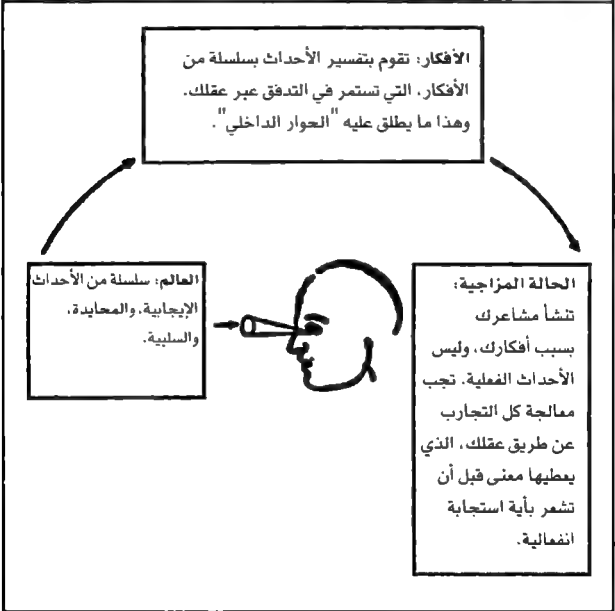 الأفكار: تقوم بتفسير الأحداث بسلسلة من
الأفكار، التي تستمر في التدفق عبر عقلك.
وهذا ما يطلق عليه "الحوار الداخلي".
العالم: سلسلة من الأحداث
الإيجابية، والمحايدة،
والسلبية.
الحالة المزاجية:
تنشأ مشاعرك
بسبب أفكارك، وليس
الأحداث الفعلية. تجب
معالجة كل التجارب
عن طريق عقلك، الذي
يعطيها معنى قبل أن
تشعر بأية استجابة
انفعالية.